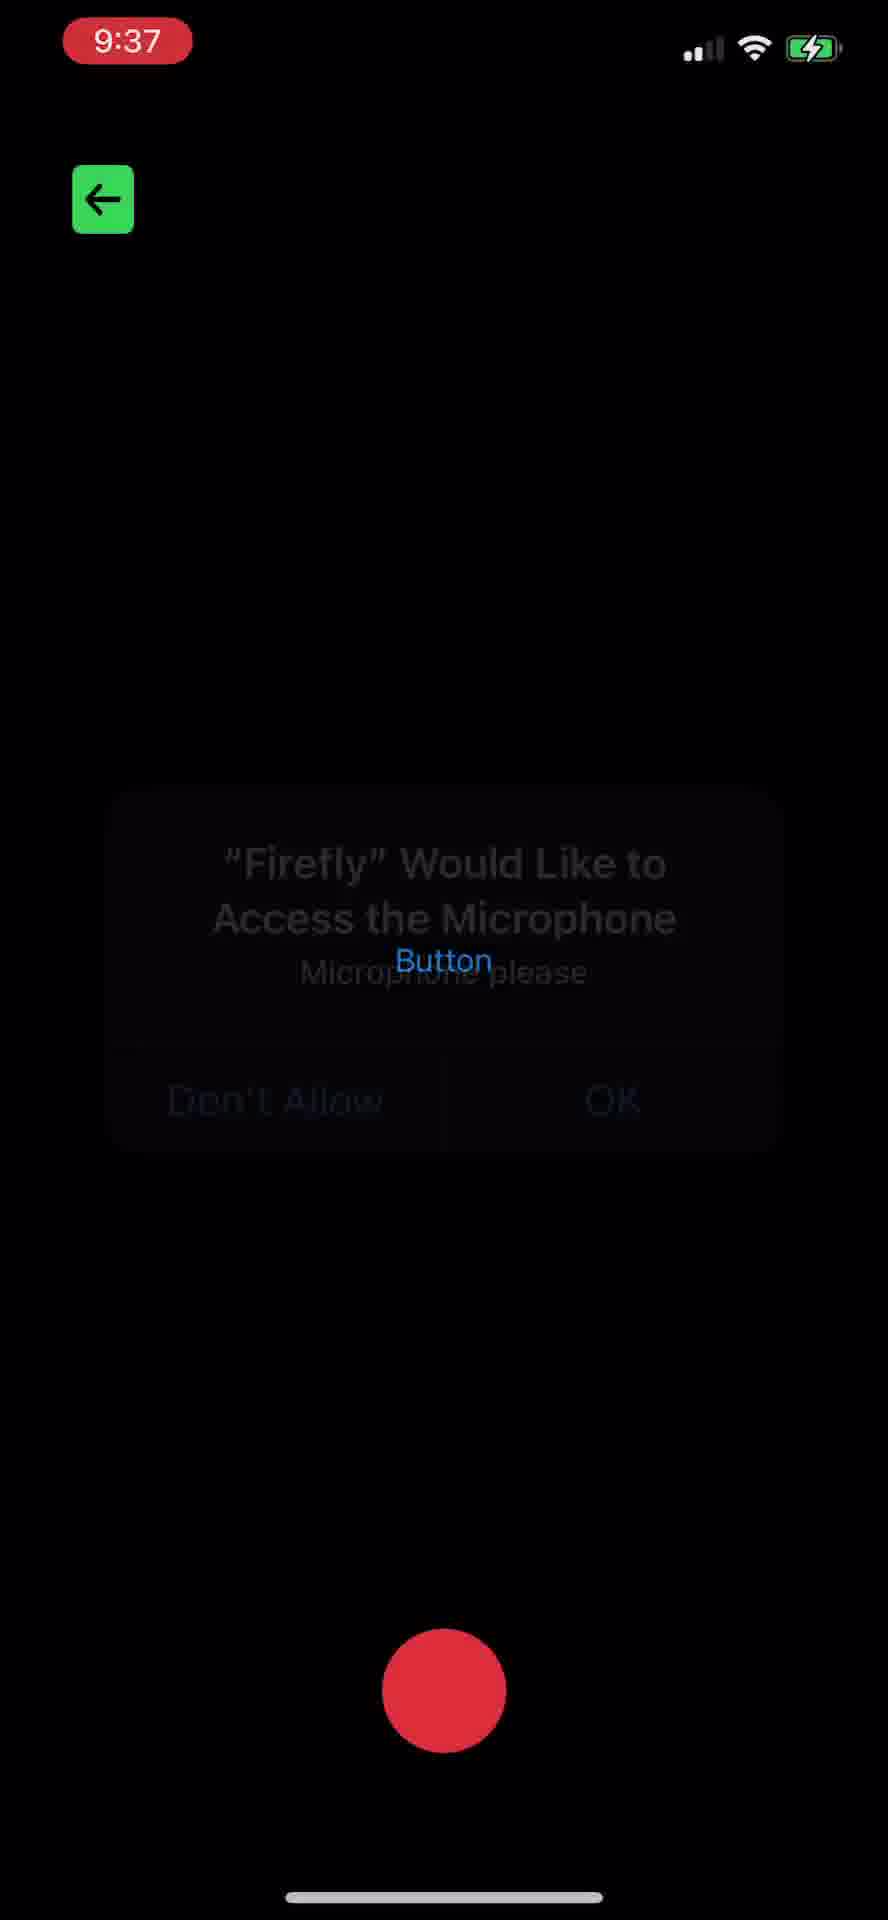 9:37
“Firefly” Would Like to
Access the Microphone
Button
Microphone please
Don't Allow
OK